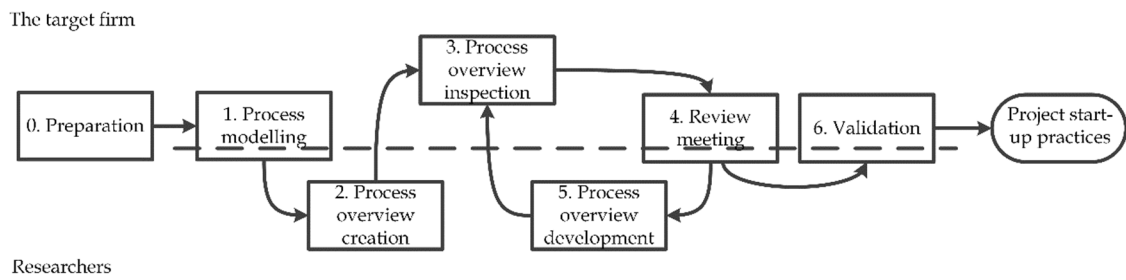 The target firm
0. Preparation
1. Process
modelling
2. Process
overview
creation
3. Process
overview
inspection
4. Review
meeting
5. Process
overview
development
6. Validation
Project start-
up practices
Researchers